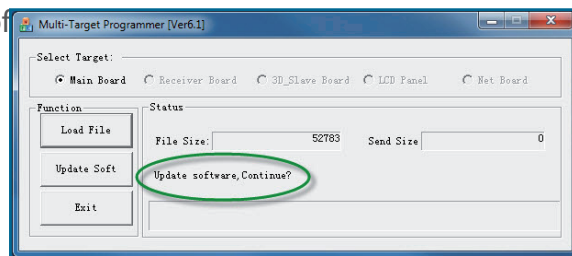 of
Multi-Target Programmer [Ver6.1]
Select Target:
Main Board Receiver Board 3D_Slave Board LCD Panel Net Board
Function
Status
Load File
File Size: 52783 Send Size 0
Update Soft
Update software,Continue?
Exit